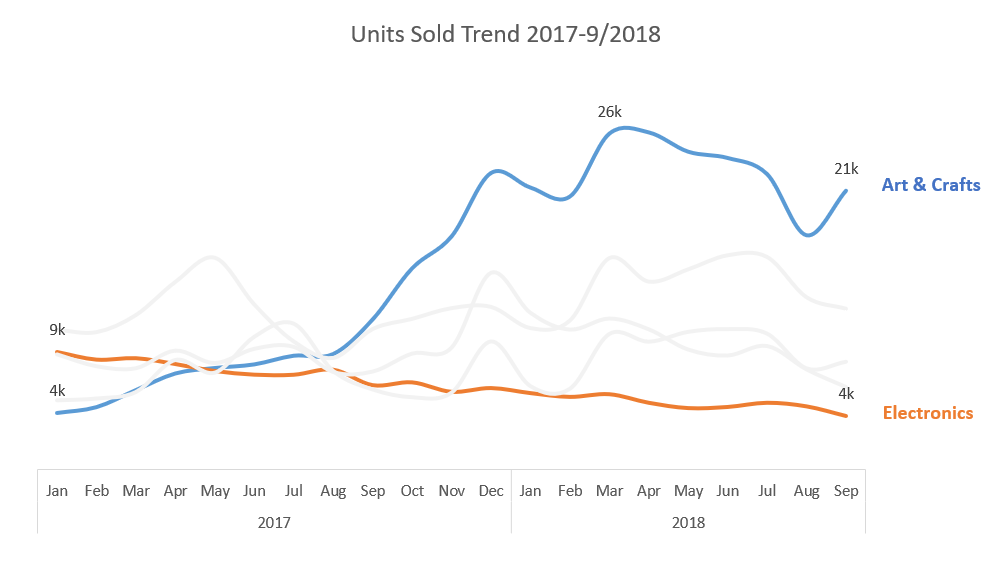 Units Sold Trend 2017-9/2018
26k
21k
Art & Crafts
9k
4k
4k
Electronics
Jan Feb Mar Apr May Jun Jul Aug Sep Oct Nov Dec Jan Feb Mar Apr May Jun Jul Aug Sep
2017 2018